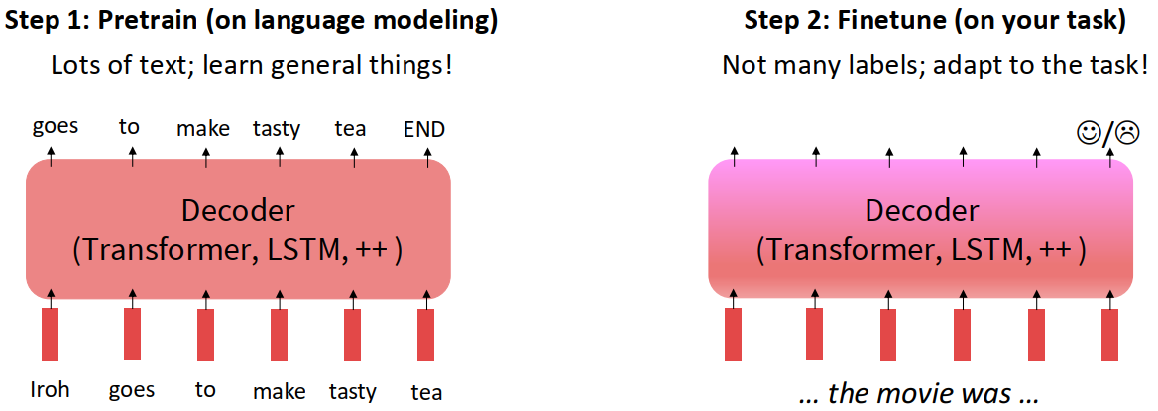 Step 1: Pretrain (on language modeling)
Lots of text; learn general things!
goes to make tasty tea END
Decoder
(Transformer, LSTM, ++ )
Iroh goes to make tasty tea
Step 2: Finetune (on your task)
Not many labels; adapt to the task!
☺/☹
Decoder
(Transformer, LSTM, ++ )
... the movie was ...